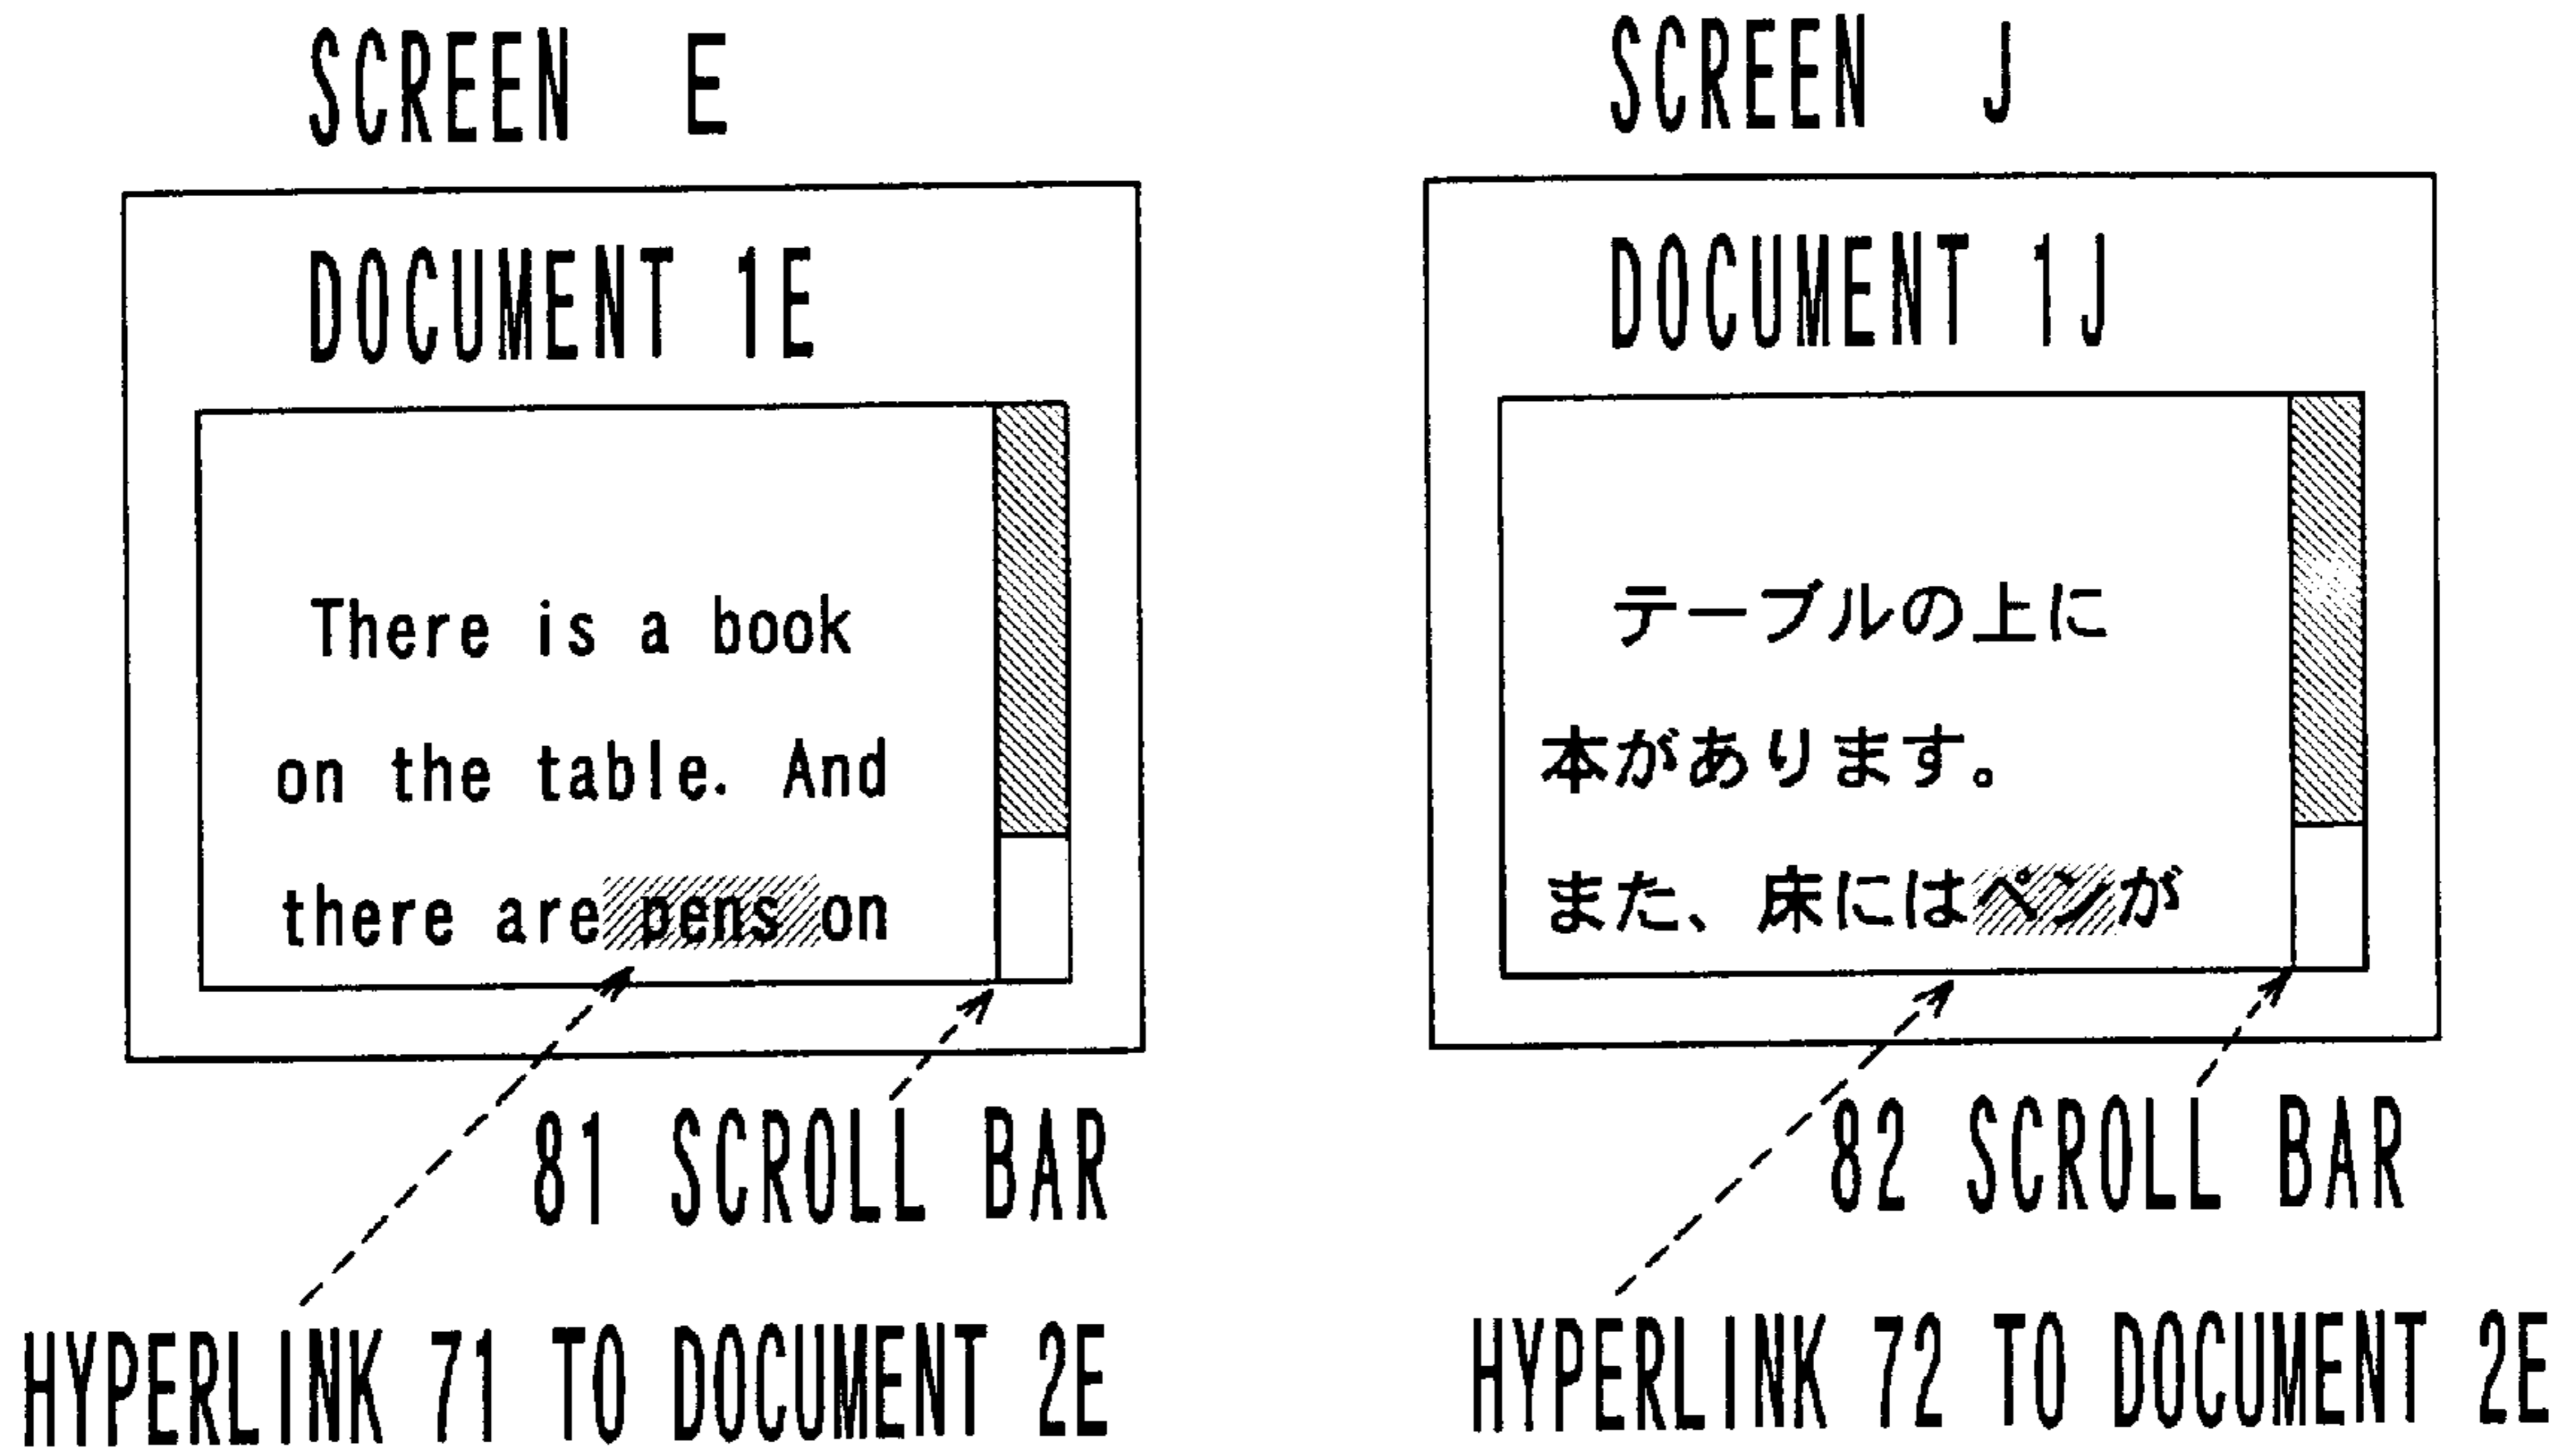 SCREEN E
DOCUMENT 1E
There is a book
on the table. And
there are pens on
81 SCROLL BAR
HYPERLINK 71 TO DOCUMENT 2E
SCREEN J
DOCUMENT 1J
テーブルの上に
本があります。
また、床にはペンが
82 SCROLL BAR
HYPERLINK 72 TO DOCUMENT 2E